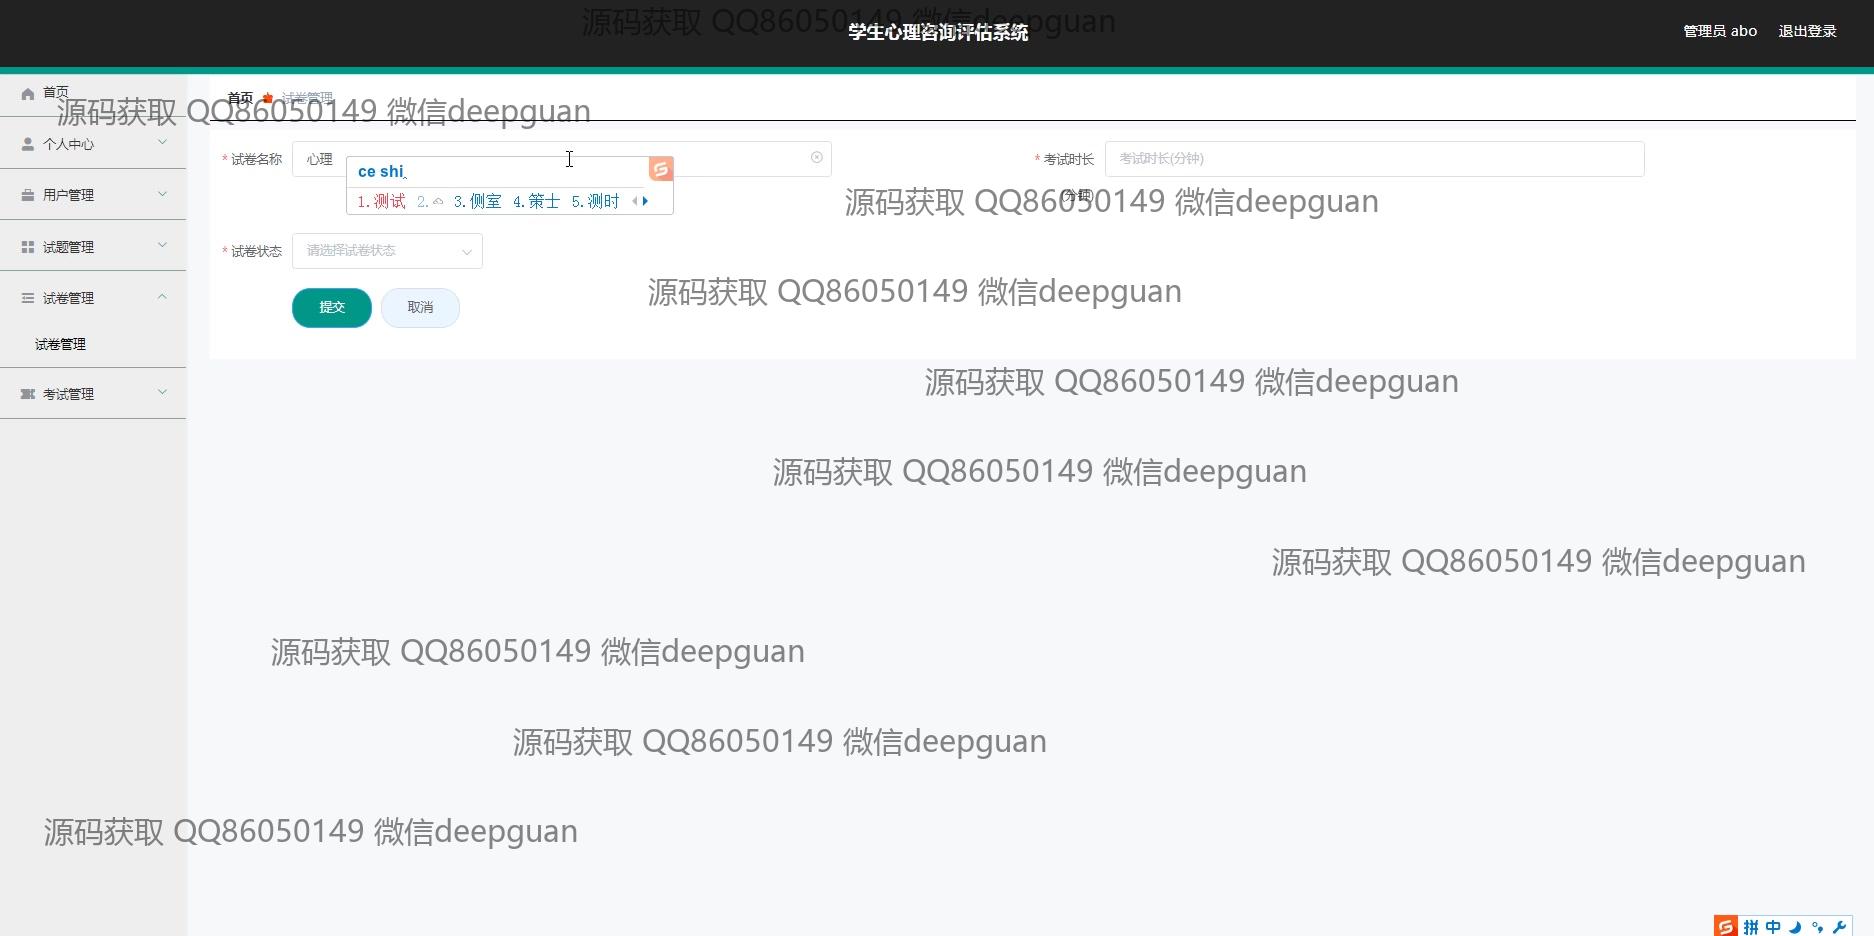 源码获取 QQ86050149 微信deepguan
学生心理咨询评估系统
管理员 abo 退出登录
首页
首页 试卷管理
源码获取 QQ86050149 微信deepguan
个人中心
* 试卷名称 心理
* 考试时长(分钟) 考试时长(分钟)
ce shi
1.测试 2. 3.侧室 4.策士 5.测时
用户管理
源码获取 QQ86050149 微信deepguan
试题管理
* 试卷状态 请选择试卷状态
试卷管理
提交 取消
源码获取 QQ86050149 微信deepguan
试卷管理
考试管理
源码获取 QQ86050149 微信deepguan
源码获取 QQ86050149 微信deepguan
源码获取 QQ86050149 微信deepguan
源码获取 QQ86050149 微信deepguan
源码获取 QQ86050149 微信deepguan
源码获取 QQ86050149 微信deepguan
拼 中